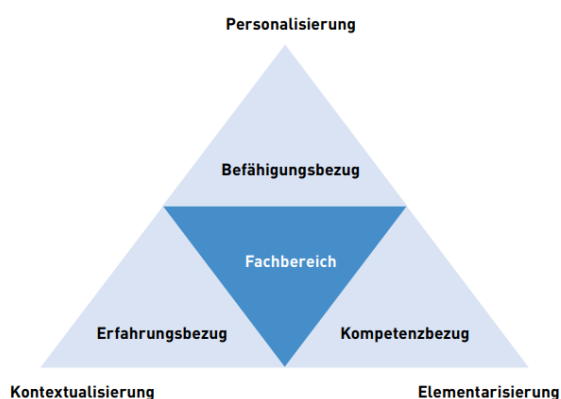 Personalisierung
Befähigungsbezug
Fachbereich
Erfahrungsbezug
Kompetenzbezug
Kontextualisierung
Elementarisierung